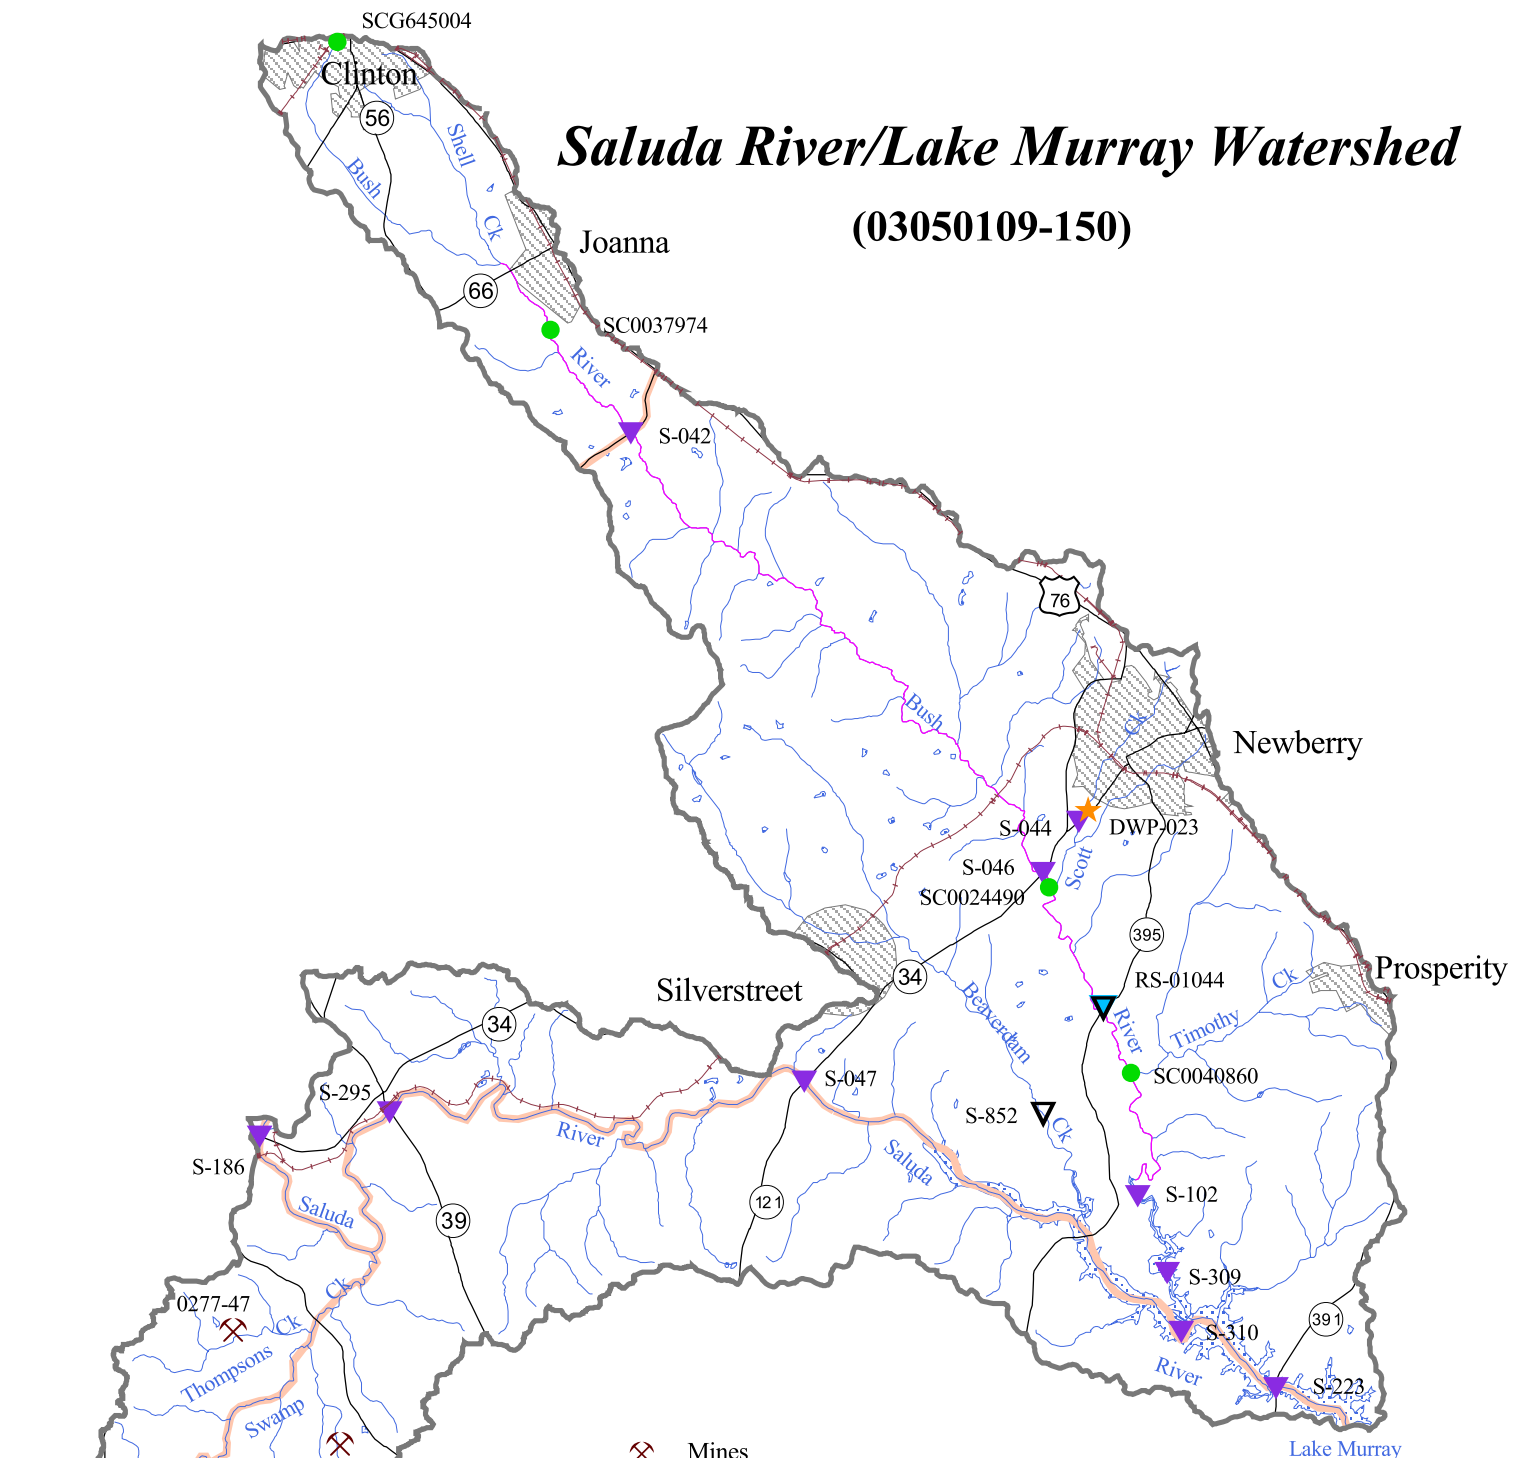 SCG645004
Clinton
56
Shell
Saluda River/Lake Murray Watershed
Bush
(03050109-150)
Ck
Joanna
66
SC0037974
River
S-042
76
Bush
Ck
Newberry
S-044
DWP-023
S-046
Scott
SC0024490
395
Prosperity
34
Ck
RS-01044
Silverstreet
Beaverdam
34
River
Timothy
S-047
SC0040860
S-295
S-852
Ck
River
S-186
Saluda
S-102
121
Saluda
39
S-309
Ck
0277-47
391
Ck
S-310
Thompsons
River
S-223
Swamp
Mines
Lake Murray